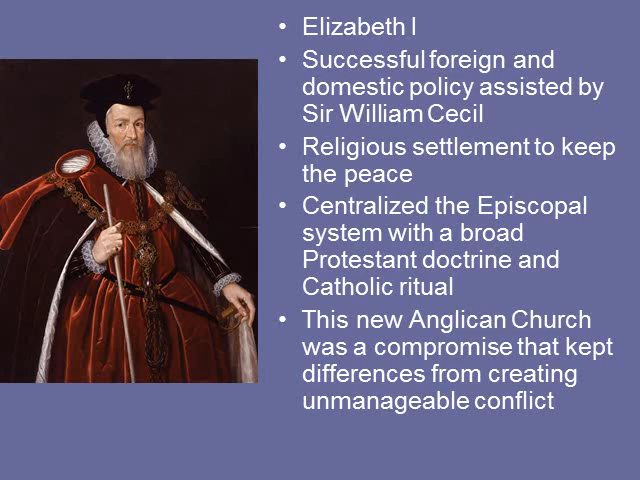 • Elizabeth I
• Successful foreign and
domestic policy assisted by
Sir William Cecil
• Religious settlement to keep
the peace
• Centralized the Episcopal
system with a broad
Protestant doctrine and
Catholic ritual
• This new Anglican Church
was a compromise that kept
differences from creating
unmanageable conflict